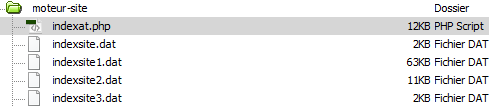 moteur-site Dossier
indexat.php 12KB PHP Script
indexsite.dat 2KB Fichier DAT
indexsite1.dat 63KB Fichier DAT
indexsite2.dat 11KB Fichier DAT
indexsite3.dat 2KB Fichier DAT